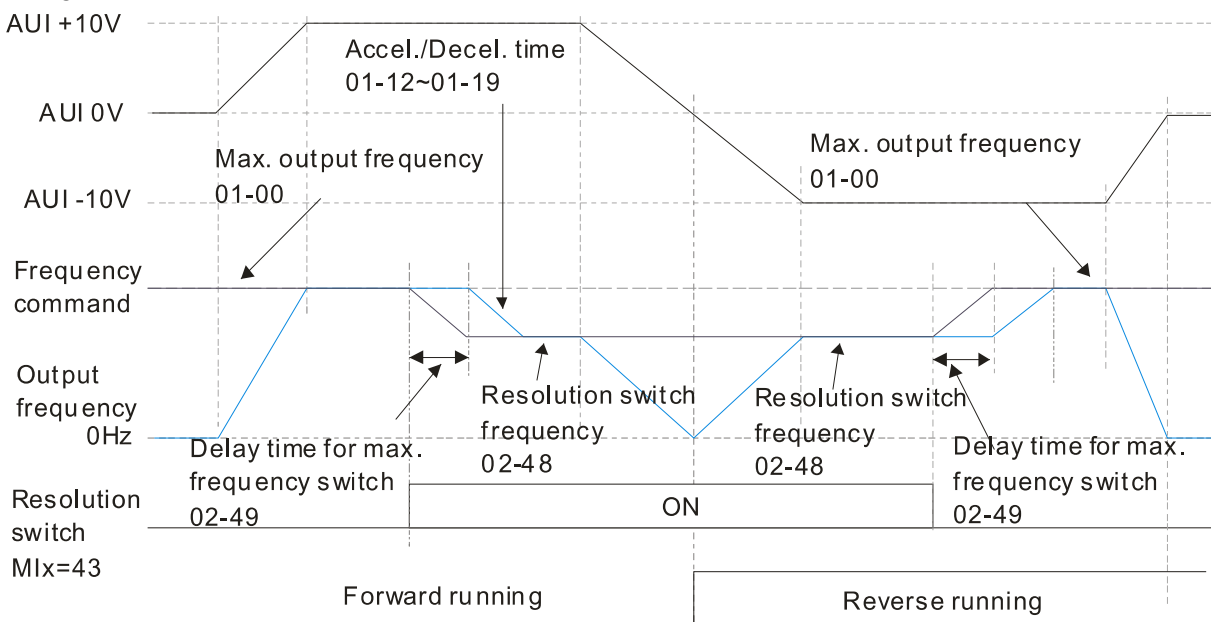 AUI +10V
Accel./Decel. time
01-12~01-19
AUI 0V
Max. output frequency
01-00
Max. output frequency
01-00
AUI -10V
Frequency
command
Output
frequency
0Hz
Resolution switch
frequency
02-48
Resolution switch
frequency
02-48
Delay time for max.
frequency switch
02-49
Delay time for max.
frequency switch
02-49
Resolution
switch
MIx=43
ON
Forward running
Reverse running